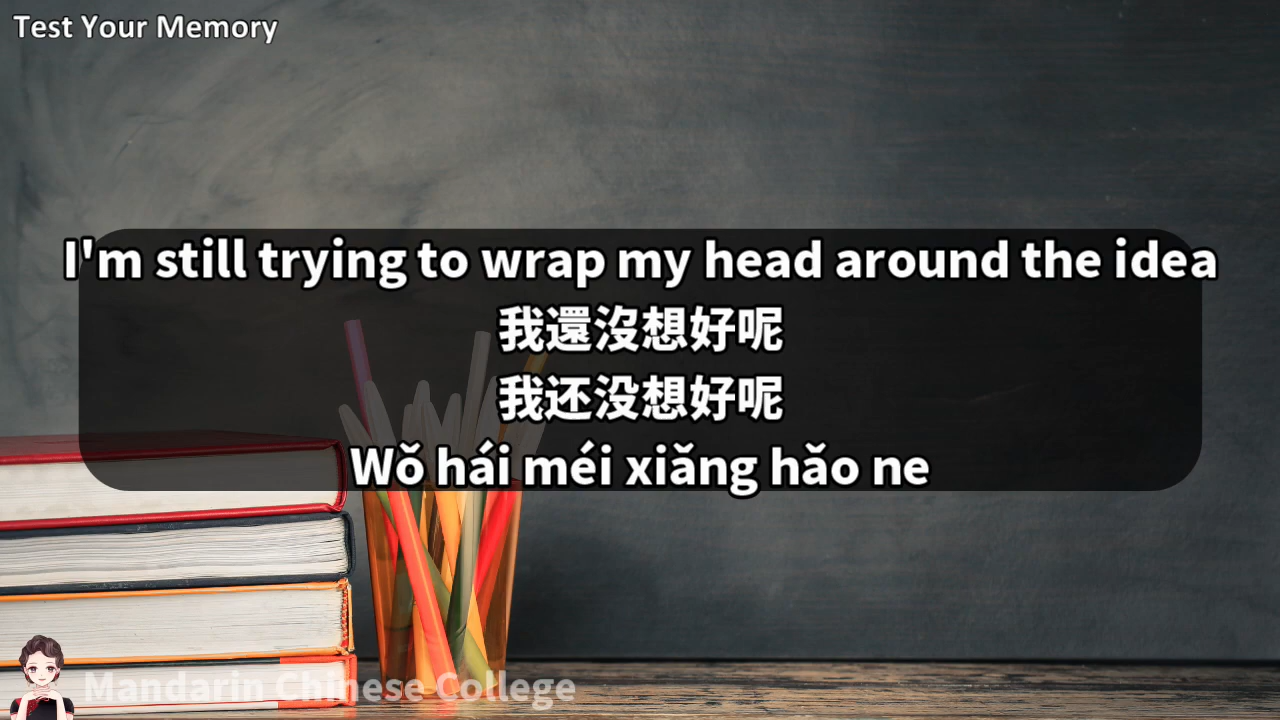 Test Your Memory
I'm still trying to wrap my head around the idea
我還沒想好呢
我还没想好呢
Wǒ hái méi xiǎng hǎo ne
Mandarin Chinese College